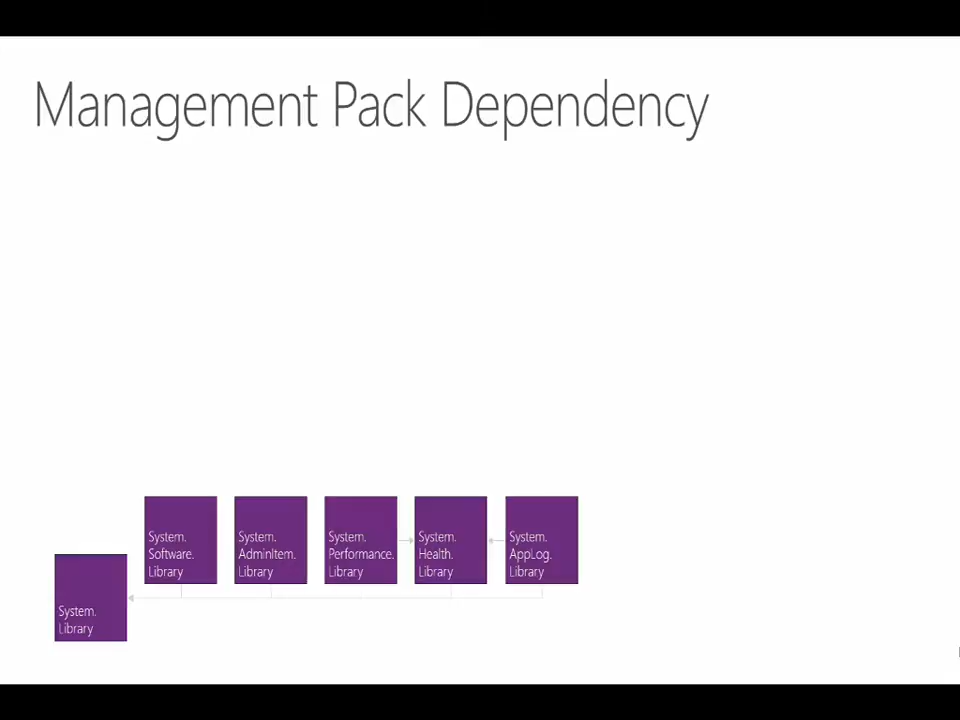 Management Pack Dependency
System.
Software.
Library
System.
AdminItem.
Library
System.
Performance.
Library
System.
Health.
Library
System.
AppLog.
Library
System.
Library